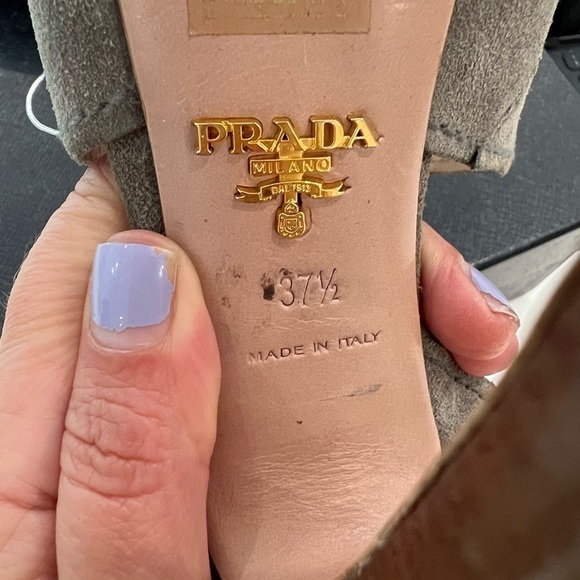 PRADA
MILANO
DAL 1913
37½
MADE IN ITALY